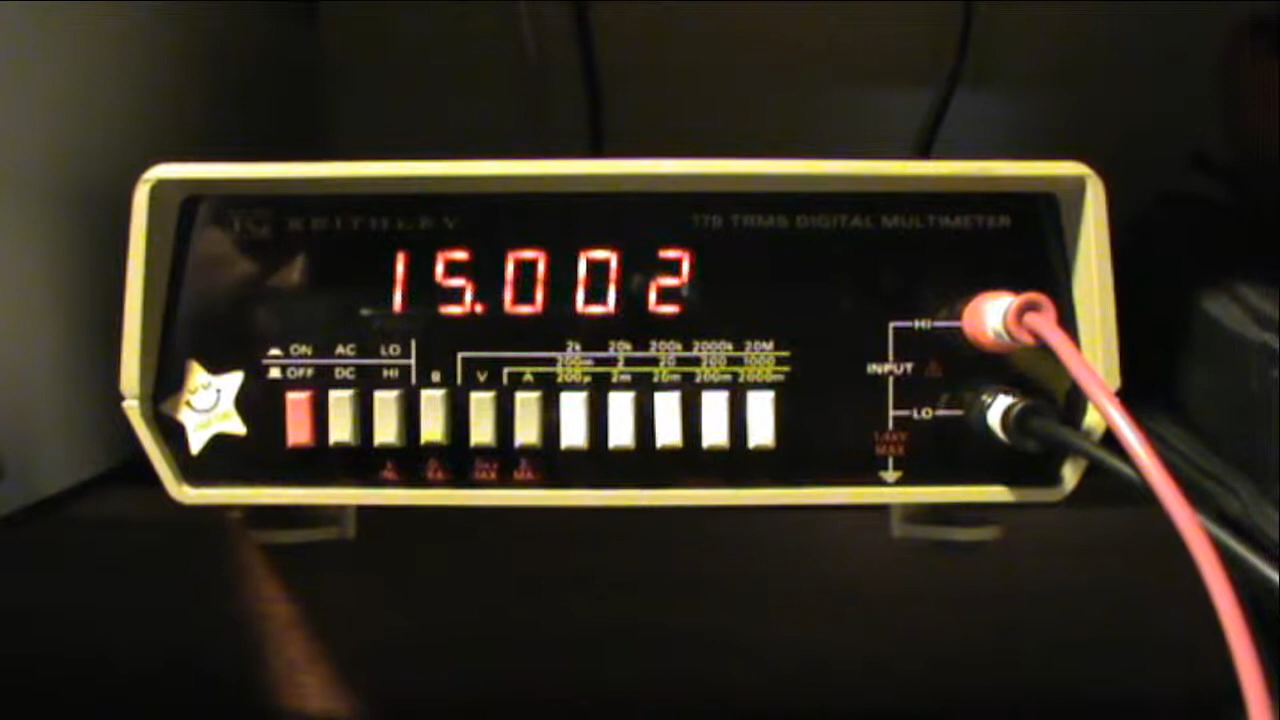 KEITHLEY
179 TRMS DIGITAL MULTIMETER
15.002
ON AC LO
2k 20k 200k 2000k 20M
200m 2 20 200 1000
OFF DC HI Ω V A 200µ 2m 20m 200m 2000m
HI
INPUT
LO
MAX